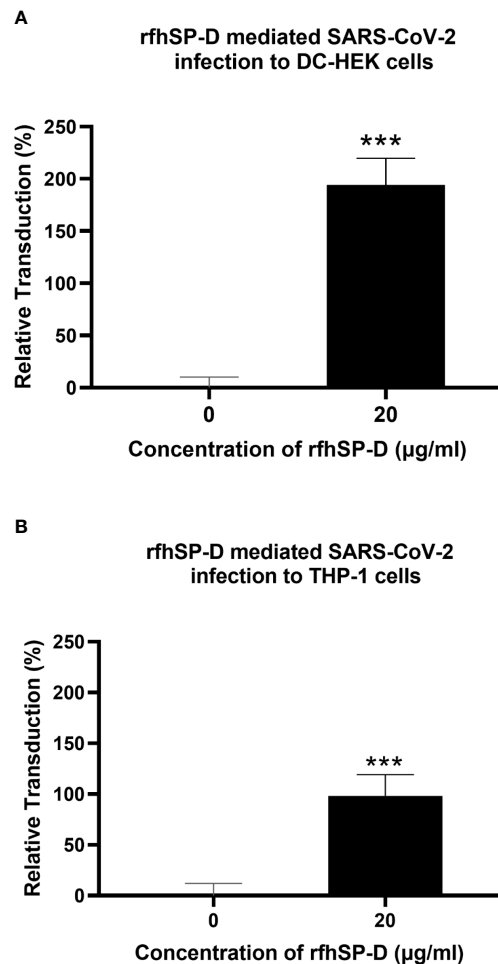 A
rfhSP-D mediated SARS-CoV-2
infection to DC-HEK cells
Relative Transduction (%)
250
200
150
100
50
0
***
0
20
Concentration of rfhSP-D (µg/ml)
B
rfhSP-D mediated SARS-CoV-2
infection to THP-1 cells
Relative Transduction (%)
250
200
150
100
50
0
***
0
20
Concentration of rfhSP-D (µg/ml)